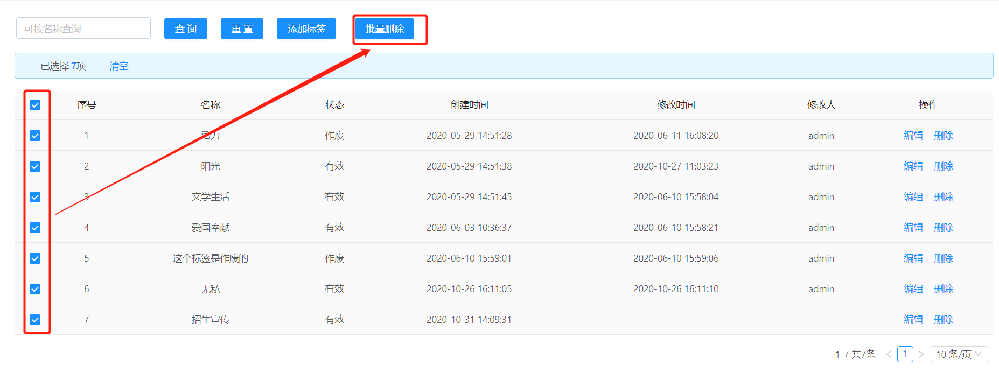 可按名称查询 查 询 重 置 添加标签 批量删除
已选择 7项 清空
序号 名称 状态 创建时间 修改时间 修改人 操作
1 活力 作废 2020-05-29 14:51:28 2020-06-11 16:08:20 admin 编辑 删除
2 阳光 有效 2020-05-29 14:51:38 2020-10-27 11:03:23 admin 编辑 删除
3 文学生活 有效 2020-05-29 14:51:45 2020-06-10 15:58:04 admin 编辑 删除
4 爱国奉献 有效 2020-06-03 10:36:37 2020-06-10 15:58:21 admin 编辑 删除
5 这个标签是作废的 作废 2020-06-10 15:59:01 2020-06-10 15:59:06 admin 编辑 删除
6 无私 有效 2020-10-26 16:11:05 2020-10-26 16:11:10 admin 编辑 删除
7 招生宣传 有效 2020-10-31 14:09:31 编辑 删除
1-7 共7条 < 1 > 10 条/页